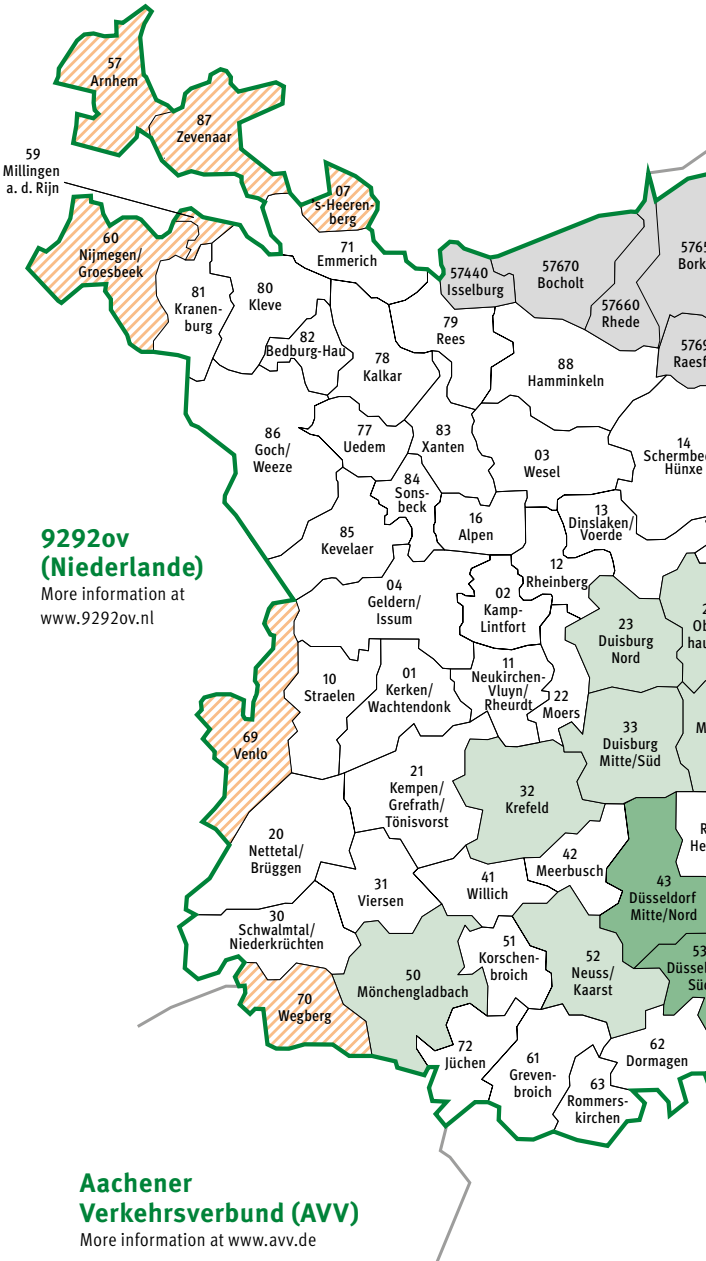 57
Arnhem
87
Zevenaar
59
Millingen
a. d. Rijn
07
s-Heeren-
berg
60
Nijmegen/
Groesbeek
71
Emmerich
57440
Isselburg
57670
Bocholt
57660
Rhede
81
Kranen-
burg
80
Kleve
82
Bedburg-Hau
78
Kalkar
79
Rees
88
Hamminkeln
86
Goch/
Weeze
77
Uedem
83
Xanten
03
Wesel
14
84
Sons-
beck
16
Alpen
13
Dinslaken/
Voerde
Hünxe
85
Kevelaer
12
Rheinberg
9292ov
(Niederlande)
More information at
www.9292ov.nl
04
Geldern/
Issum
02
Kamp-
Lintfort
23
Duisburg
Nord
10
Straelen
01
Kerken/
Wachtendonk
11
Neukirchen-
Vluyn/
Rheurdt
22
Moers
69
Venlo
33
Duisburg
Mitte/Süd
21
Kempen/
Grefrath/
Tönisvorst
32
Krefeld
20
Nettetal/
Brüggen
31
Viersen
41
Willich
42
Meerbusch
43
Düsseldorf
Mitte/Nord
30
Schwalmtal/
Niederkrüchten
50
Mönchengladbach
51
Korschen-
broich
52
Neuss/
Kaarst
53
70
Wegberg
72
Jüchen
61
Greven-
broich
62
Dormagen
63
Rommers-
kirchen
Aachener
Verkehrsverbund (AVV)
More information at www.avv.de